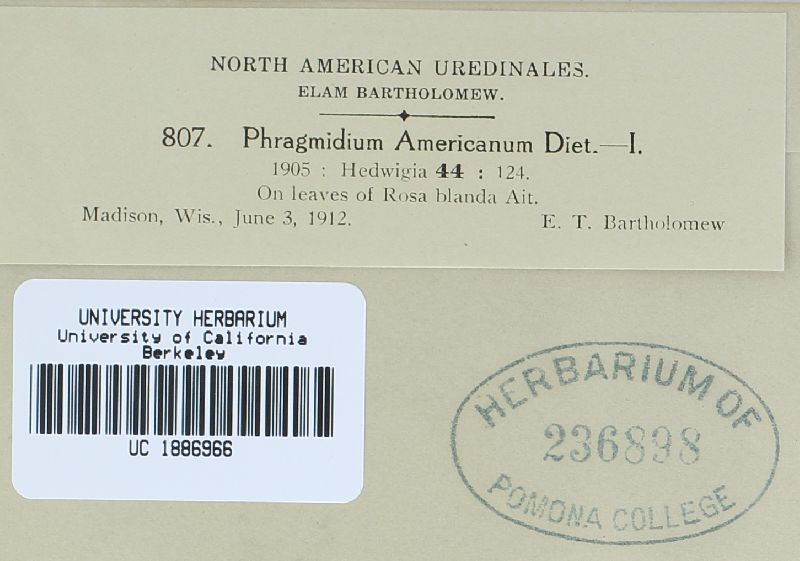 NORTH AMERICAN UREDINALES.
ELAM BARTHOLOMEW.
807. Phragmidium Americanum Diet.—I.
1905 : Hedwigia 44 : 124.
On leaves of Rosa blanda Ait.
Madison, Wis., June 3, 1912. E. T. Bartholomew
UNIVERSITY HERBARIUM
University of California
Berkeley
UC 1886966
HERBARIUM OF
236898
POMONA COLLEGE